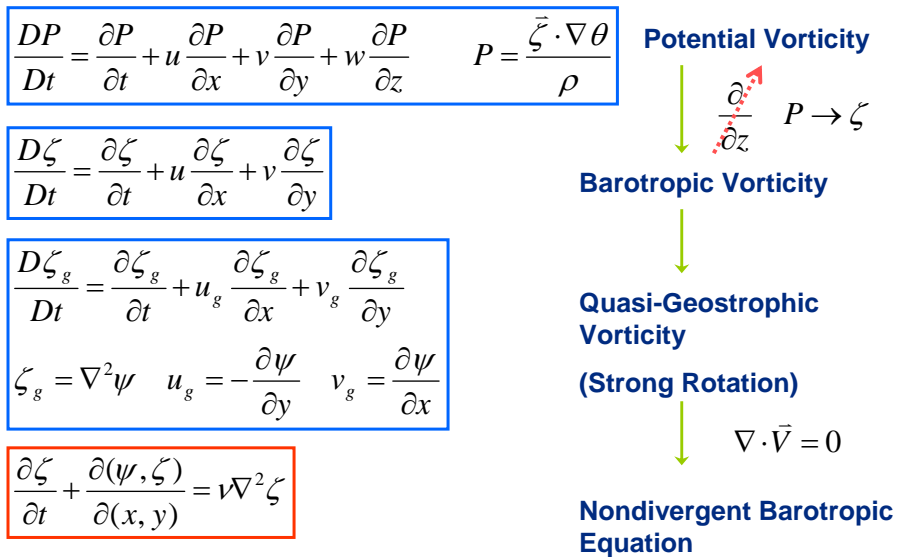 DP/Dt = ∂P/∂t + u ∂P/∂x + v ∂P/∂y + w ∂P/∂z    P = ζ⃗ · ∇θ / ρ
Potential Vorticity
∂/∂z  P → ζ
Dζ/Dt = ∂ζ/∂t + u ∂ζ/∂x + v ∂ζ/∂y
Barotropic Vorticity
Dζ_g/Dt = ∂ζ_g/∂t + u_g ∂ζ_g/∂x + v_g ∂ζ_g/∂y
ζ_g = ∇²ψ  u_g = −∂ψ/∂y  v_g = ∂ψ/∂x
Quasi-Geostrophic
Vorticity
(Strong Rotation)
∇ · V⃗ = 0
∂ζ/∂t + ∂(ψ, ζ)/∂(x, y) = ν∇²ζ
Nondivergent Barotropic
Equation